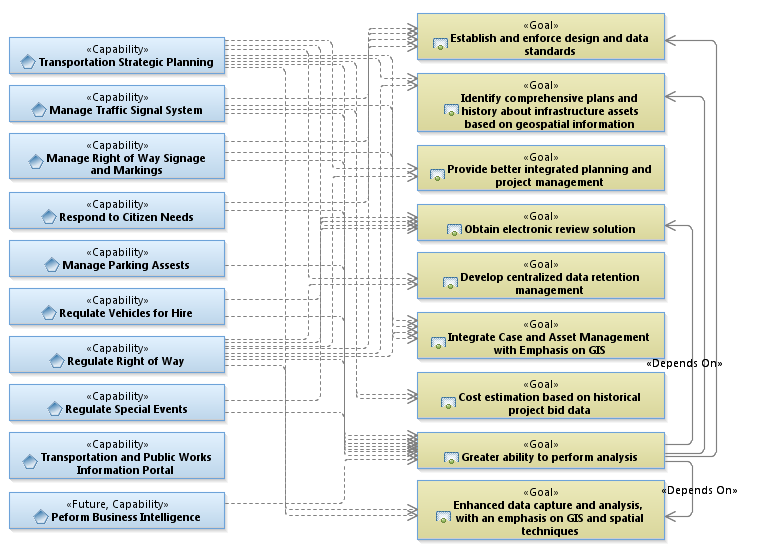 «Capability»
Transportation Strategic Planning
«Capability»
Manage Traffic Signal System
«Capability»
Manage Right of Way Signage
and Markings
«Capability»
Respond to Citizen Needs
«Capability»
Manage Parking Assests
«Capability»
Requlate Vehicles for Hire
«Capability»
Regulate Right of Way
«Capability»
Regulate Special Events
«Capability»
Transportation and Public Works
Information Portal
«Future, Capability»
Peform Business Intelligence
«Goal»
Establish and enforce design and data
standards
«Goal»
Identify comprehensive plans and
history about infrastructure assets
based on geospatial information
«Goal»
Provide better integrated planning and
project management
«Goal»
Obtain electronic review solution
«Goal»
Develop centralized data retention
management
«Goal»
Integrate Case and Asset Management
with Emphasis on GIS
«Goal»
Cost estimation based on historical
project bid data
«Goal»
Greater ability to perform analysis
«Goal»
Enhanced data capture and analysis,
with an emphasis on GIS and spatial
techniques
«Depends On»
«Depends On»